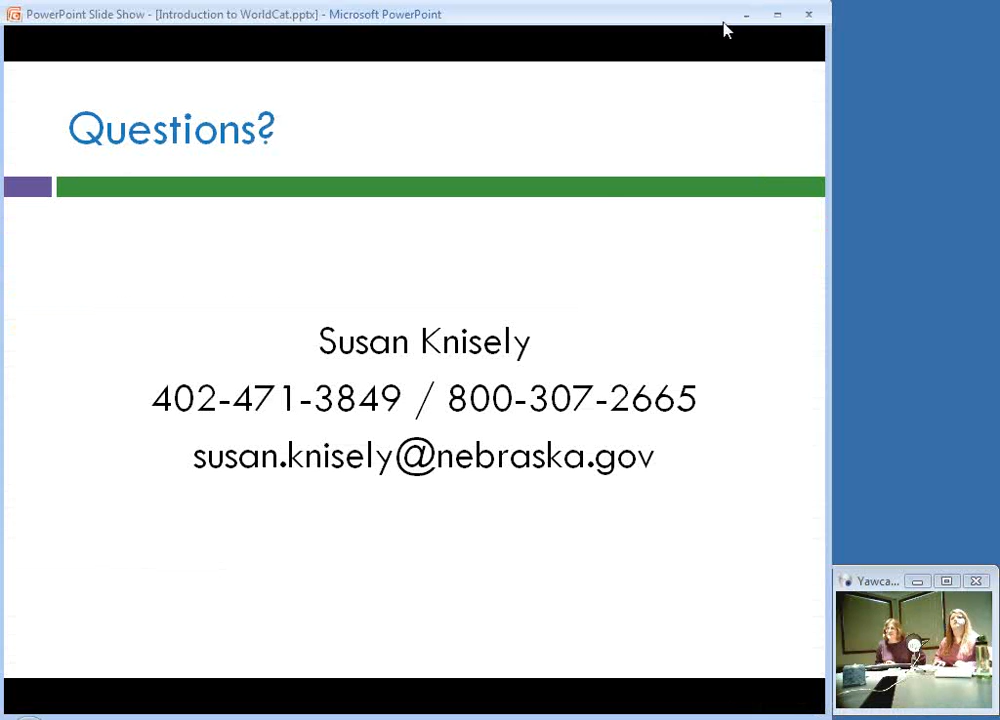 PowerPoint Slide Show - [Introduction to WorldCat.pptx] - Microsoft PowerPoint
Questions?
Susan Knisely
402-471-3849 / 800-307-2665
susan.knisely@nebraska.gov
Yawca...